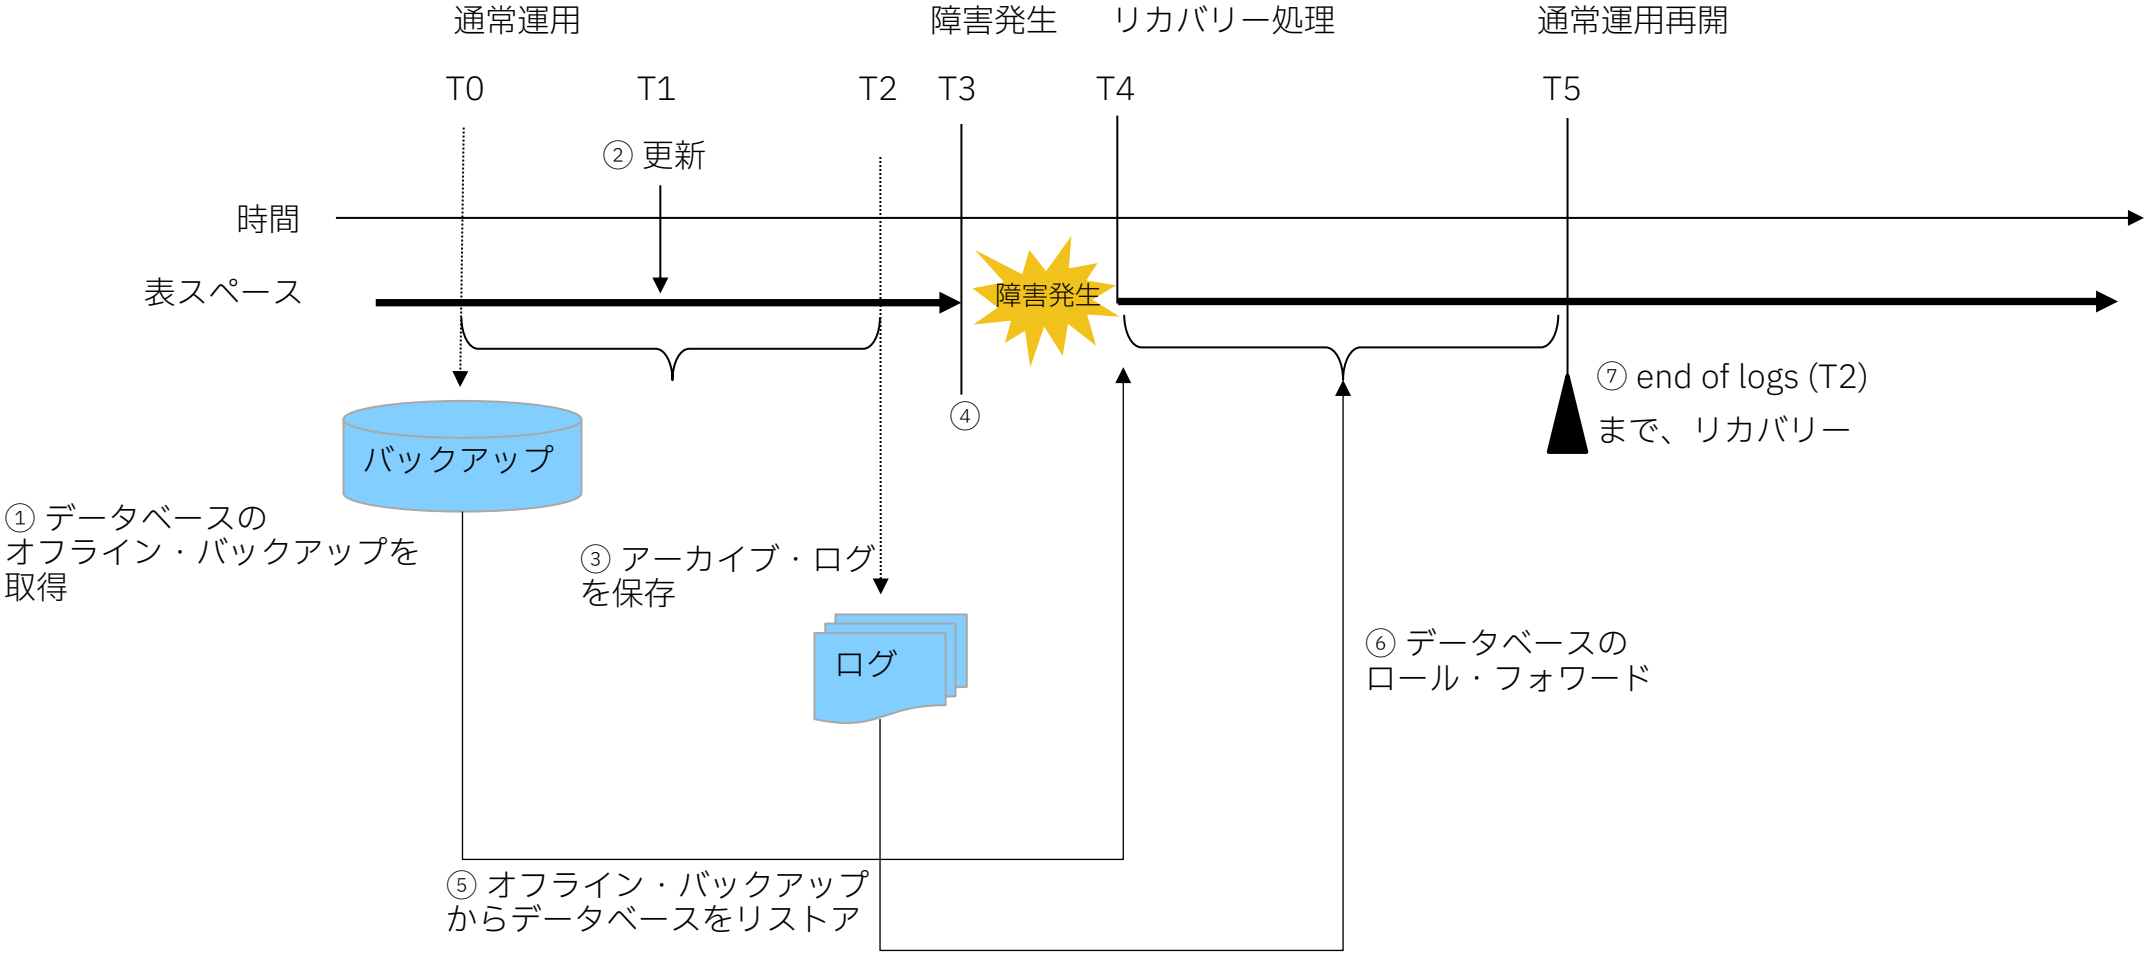 通常運用
障害発生
リカバリー処理
通常運用再開
T0
T1
T2
T3
T4
T5
② 更新
時間
表スペース
障害発生
④
⑦ end of logs (T2)
まで、リカバリー
バックアップ
① データベースの
オフライン・バックアップを
取得
③ アーカイブ・ログ
を保存
ログ
⑥ データベースの
ロール・フォワード
⑤ オフライン・バックアップ
からデータベースをリストア